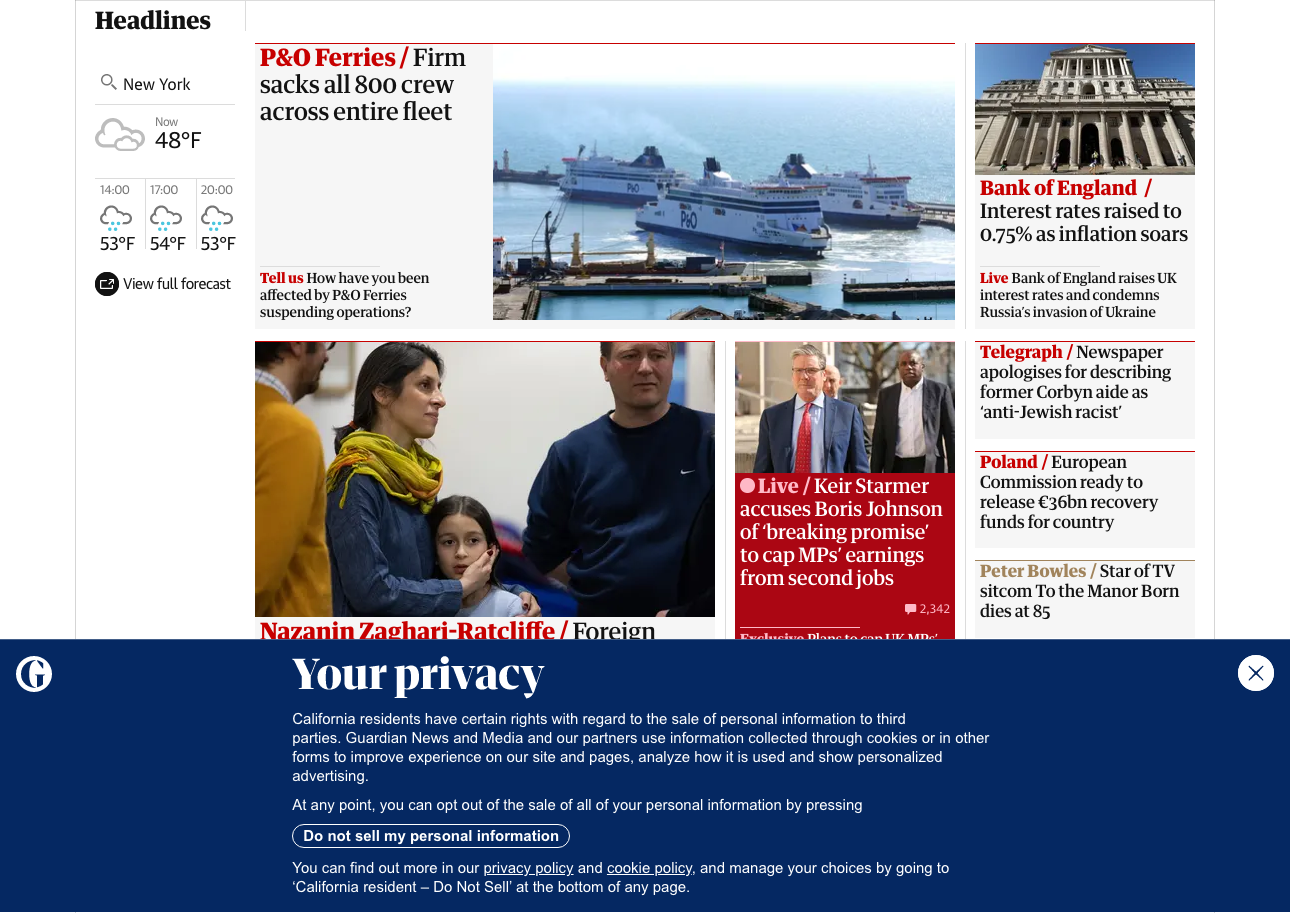 Headlines
New York
Now
48°F
14:00
17:00
20:00
53°F
54°F
53°F
View full forecast
P&O Ferries / Firm
sacks all 800 crew
across entire fleet
Tell us How have you been
affected by P&O Ferries
suspending operations?
P&O
P&O
Bank of England /
Interest rates raised to
0.75% as inflation soars
Live Bank of England raises UK
interest rates and condemns
Russia's invasion of Ukraine
Nazanin Zaghari-Ratcliffe / Foreign
Live / Keir Starmer
accuses Boris Johnson
of ‘breaking promise’
to cap MPs’ earnings
from second jobs
2,342
Exclusive Plans to cap UK MPs’
Telegraph / Newspaper
apologises for describing
former Corbyn aide as
‘anti-Jewish racist’
Poland / European
Commission ready to
release €36bn recovery
funds for country
Peter Bowles / Star of TV
sitcom To the Manor Born
dies at 85
Your privacy
California residents have certain rights with regard to the sale of personal information to third
parties. Guardian News and Media and our partners use information collected through cookies or in other
forms to improve experience on our site and pages, analyze how it is used and show personalized
advertising.
At any point, you can opt out of the sale of all of your personal information by pressing
Do not sell my personal information
You can find out more in our privacy policy and cookie policy, and manage your choices by going to
‘California resident – Do Not Sell’ at the bottom of any page.